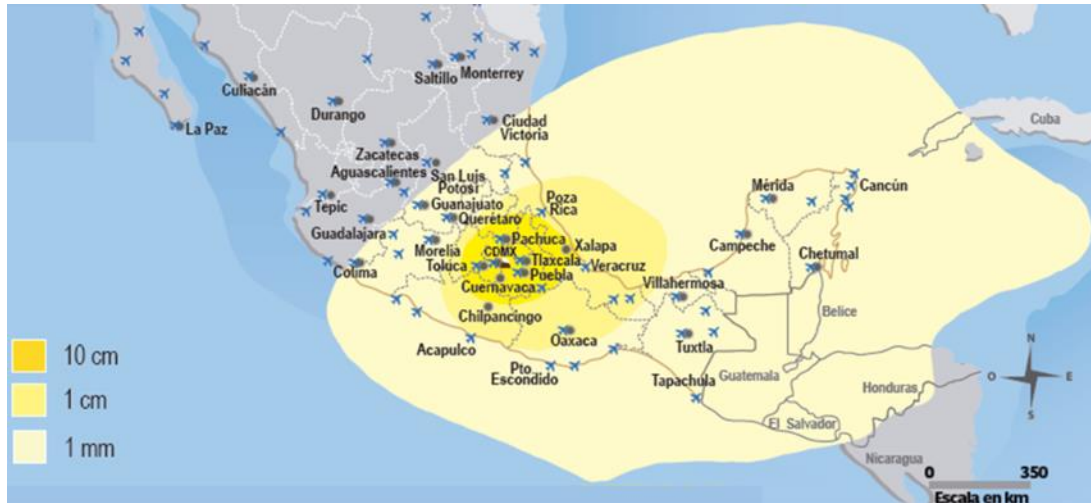 Culiacán
La Paz
Durango
Saltillo
Monterrey
Ciudad
Victoria
Zacatecas
Aguascalientes
San Luis
Potosí
Tepic
Guanajuato
Guadalajara
Querétaro
Poza
Rica
Morelia
Pachuca
Xalapa
CDMX
Colima
Toluca
Tlaxcala
Puebla
Veracruz
Cuernavaca
Chilpancingo
Acapulco
Oaxaca
Pto
Escondido
Mérida
Cancún
Campeche
Chetumal
Villahermosa
Tuxtla
Tapachula
Cuba
Belice
Guatemala
Honduras
El Salvador
Nicaragua
10 cm
1 cm
1 mm
N
O
E
S
0
350
Escala en km